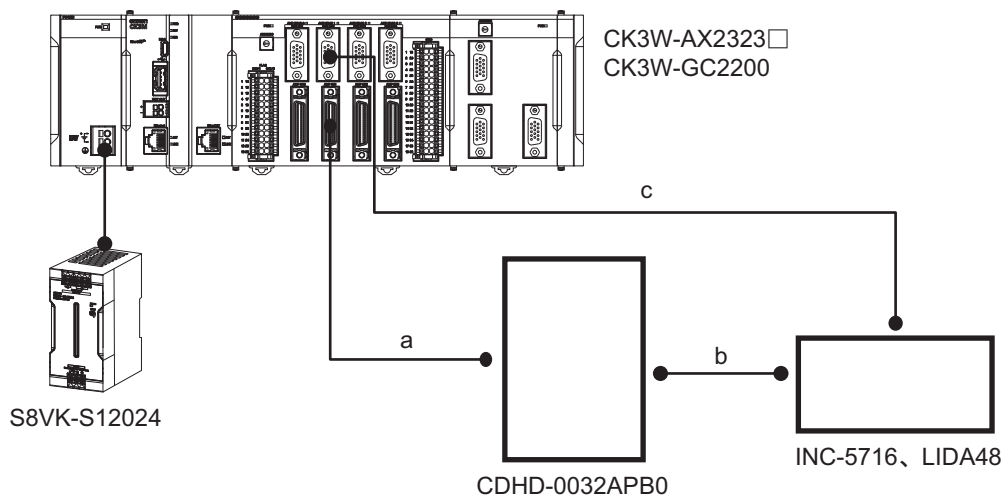 CK3W-AX2323□
CK3W-GC2200
c
a
b
S8VK-S12024
INC-5716、LIDA48
CDHD-0032APB0